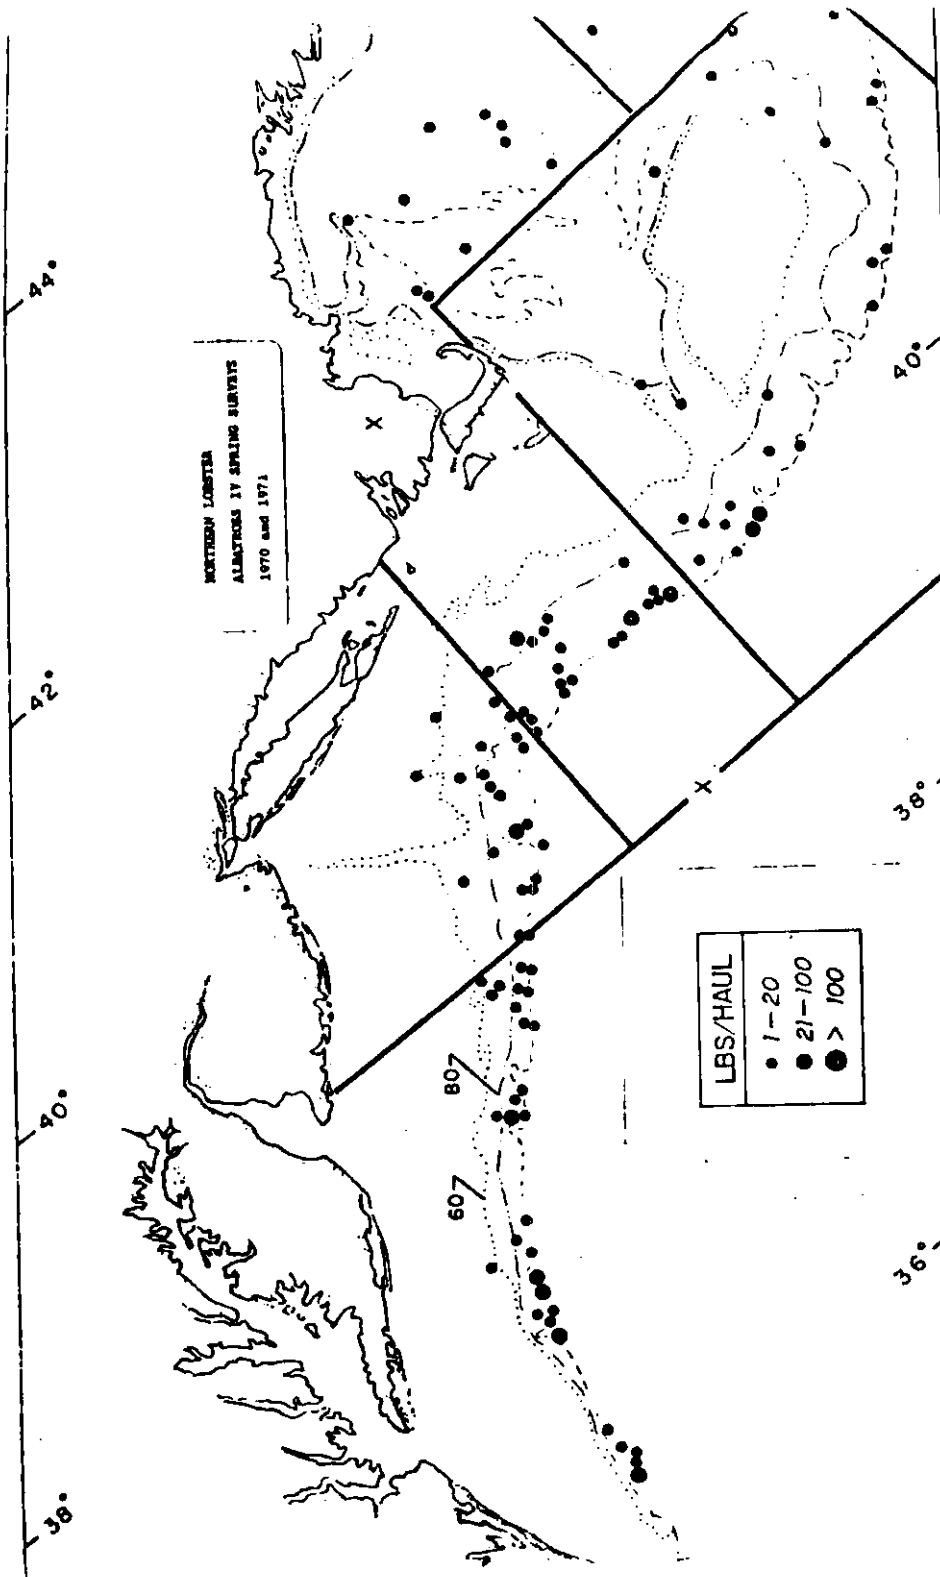 NORTHERN LOBSTER
ALBATROSS IV SPRING SURVEYS
1970 and 1971
44°
42°
40°
38°
40°
38°
36°
X
X
60
80
LBS/HAUL
1-20
21-100
> 100